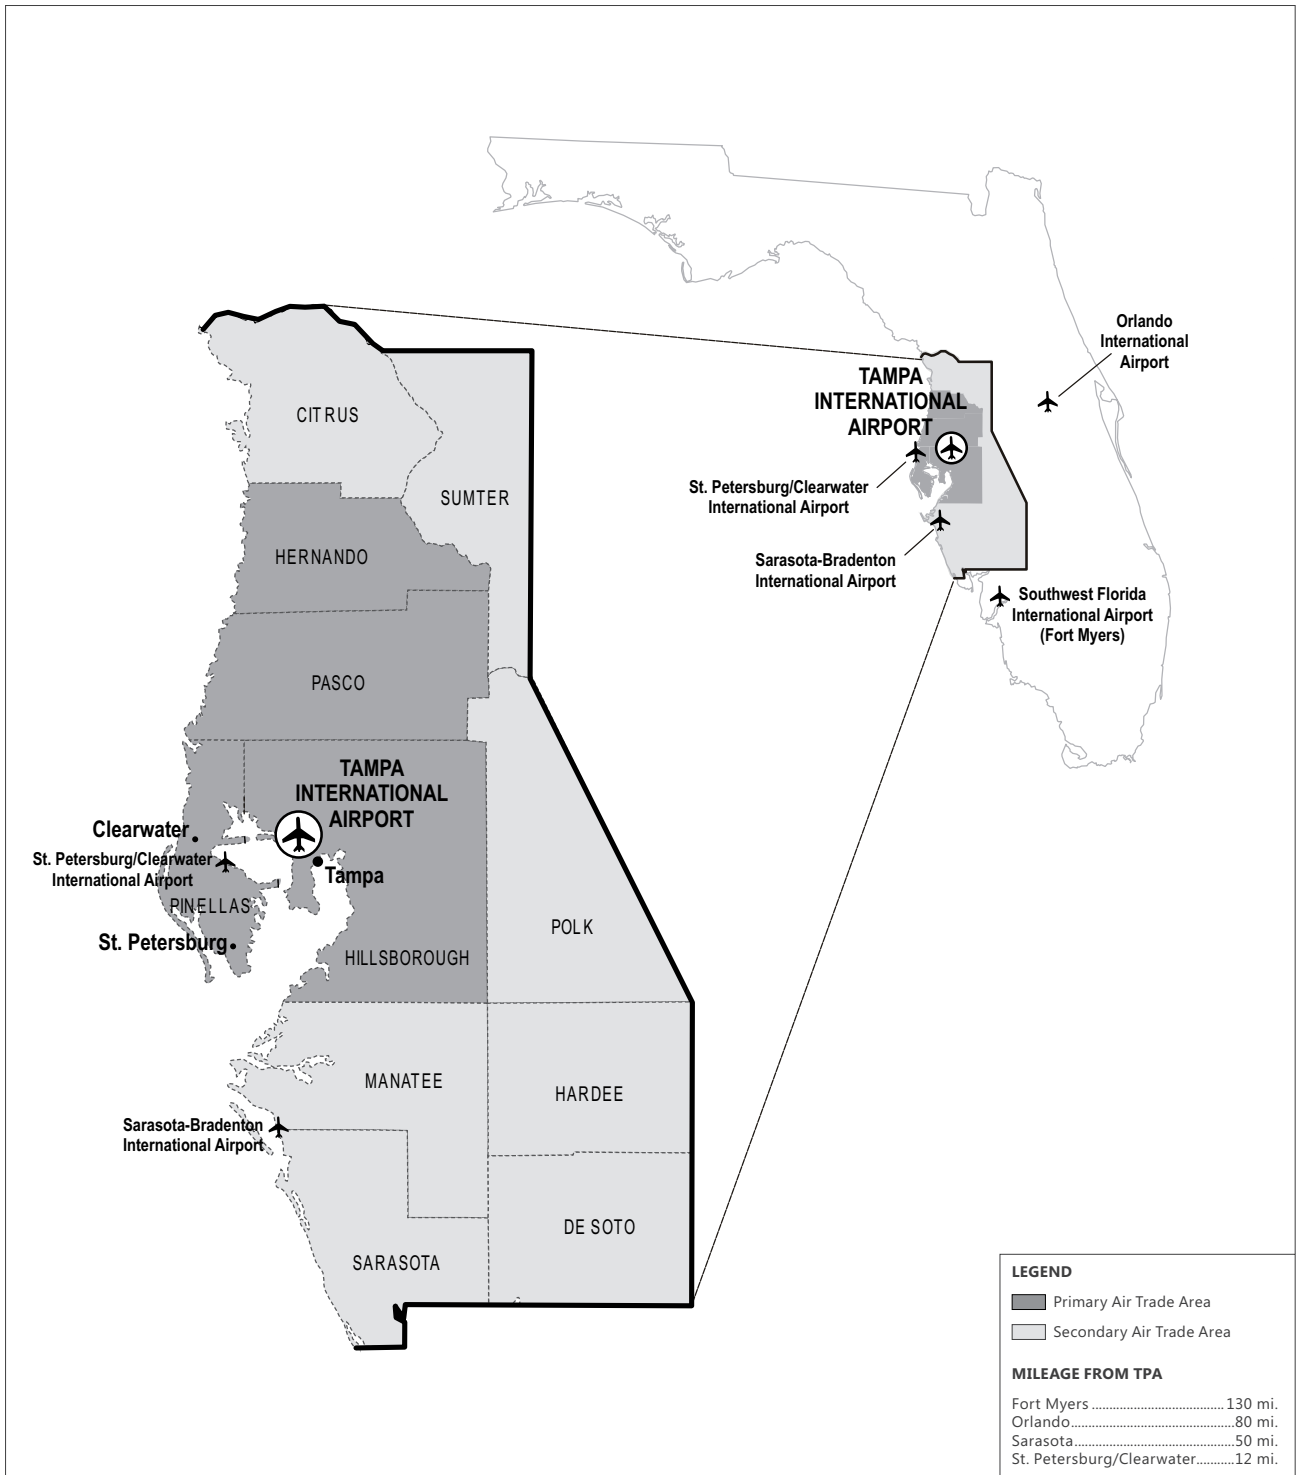 Orlando
International
Airport
TAMPA
INTERNATIONAL
AIRPORT
St. Petersburg/Clearwater
International Airport
Sarasota-Bradenton
International Airport
Southwest Florida
International Airport
(Fort Myers)
CITRUS
SUMTER
HERNANDO
PASCO
TAMPA
INTERNATIONAL
AIRPORT
Clearwater
St. Petersburg/Clearwater
International Airport
Tampa
PINELLAS
St. Petersburg
HILLSBOROUGH
POLK
MANATEE
HARDEE
Sarasota-Bradenton
International Airport
DE SOTO
SARASOTA
LEGEND
Primary Air Trade Area
Secondary Air Trade Area
MILEAGE FROM TPA
Fort Myers......................................130 mi.
Orlando..............................................80 mi.
Sarasota.............................................50 mi.
St. Petersburg/Clearwater...........12 mi.